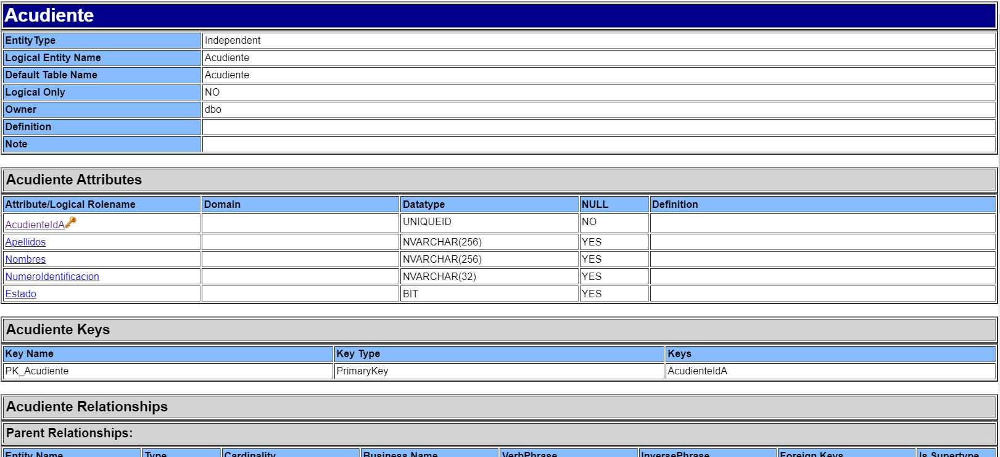 Acudiente
EntityType Independent
Logical Entity Name Acudiente
Default Table Name Acudiente
Logical Only NO
Owner dbo
Definition
Note
Acudiente Attributes
Attribute/Logical Rolename Domain Datatype NULL Definition
AcudienteIdA UNIQUEID NO
Apellidos NVARCHAR(256) YES
Nombres NVARCHAR(256) YES
NumeroIdentificacion NVARCHAR(32) YES
Estado BIT YES
Acudiente Keys
Key Name Key Type Keys
PK_Acudiente PrimaryKey AcudienteIdA
Acudiente Relationships
Parent Relationships:
Entity Name Type Cardinality Business Name VerbPhrase InversePhrase Foreign Keys Is Supertype